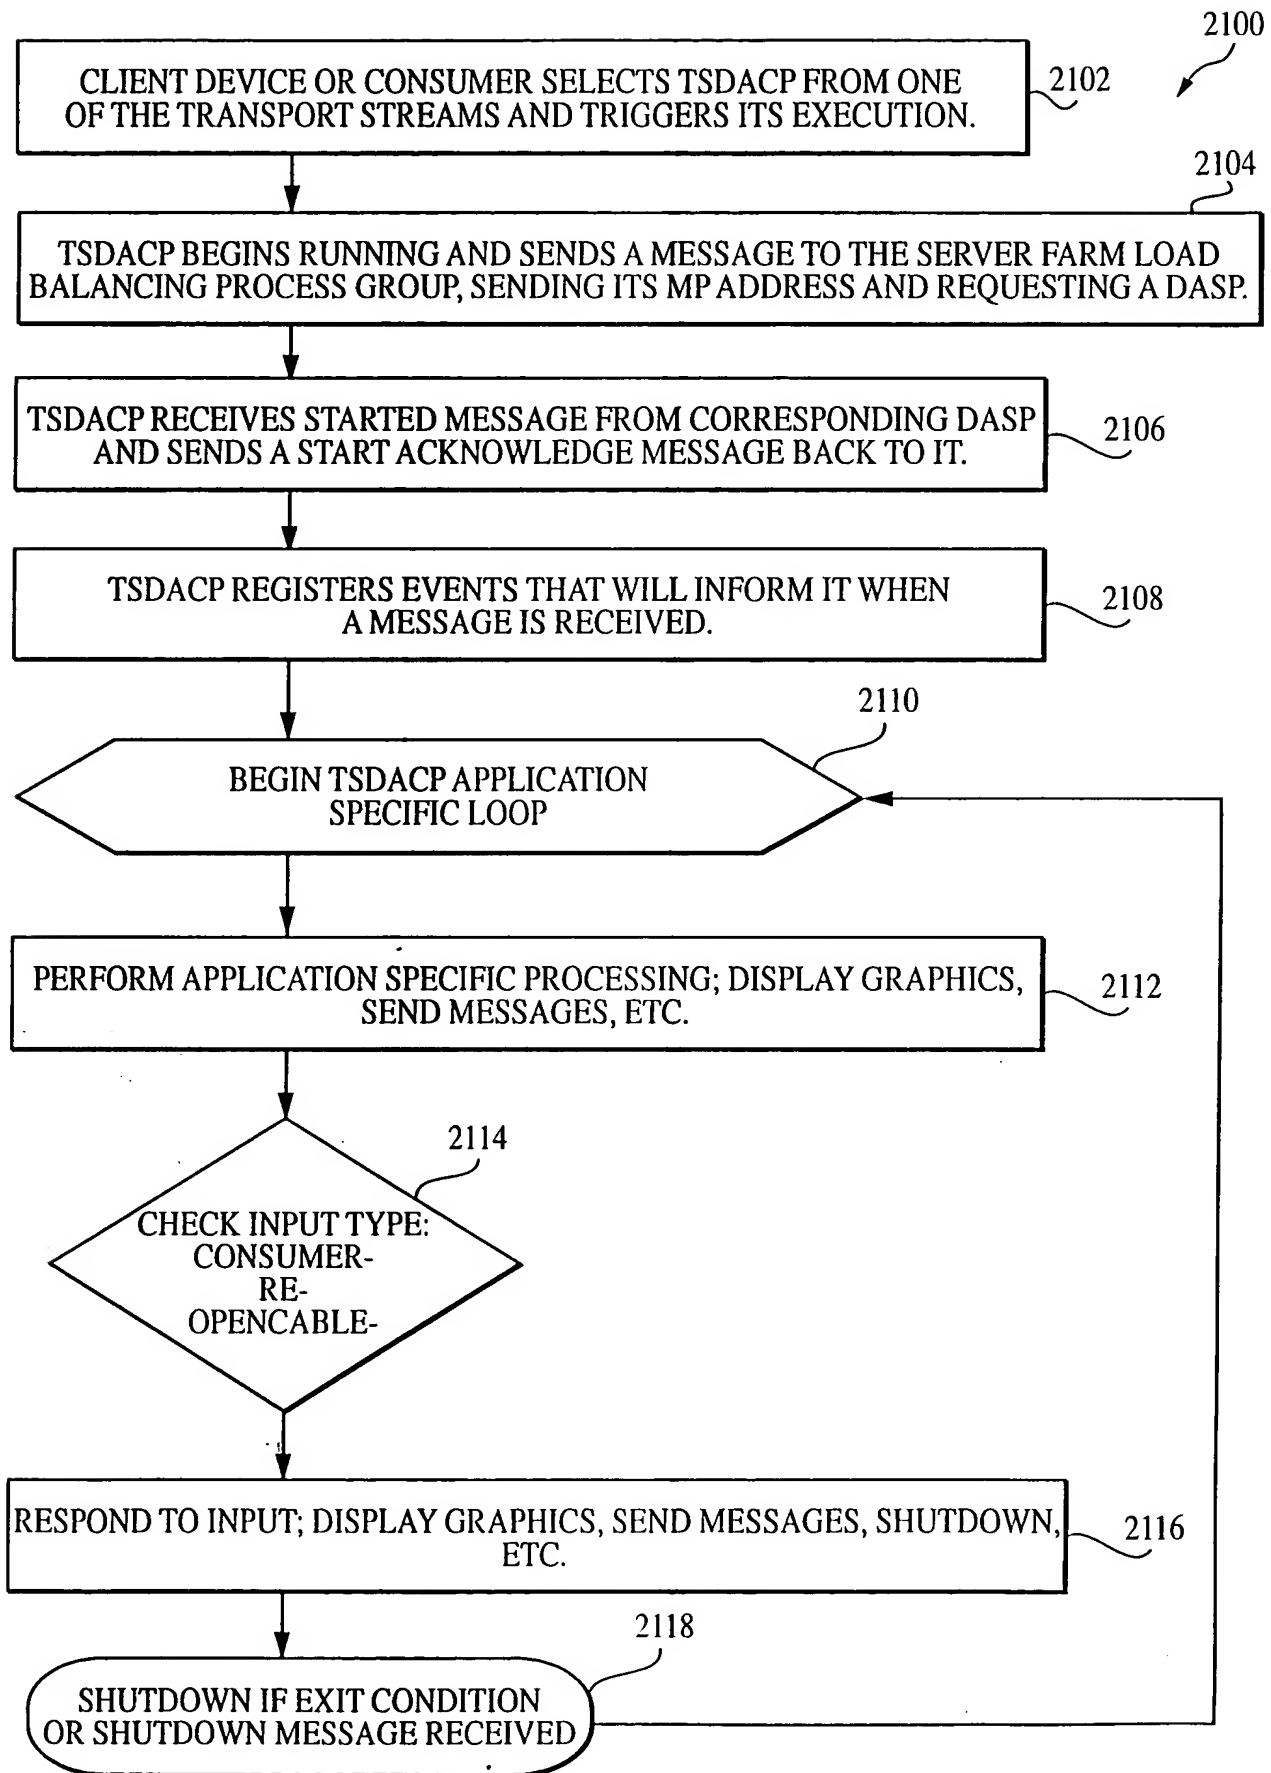 2100
CLIENT DEVICE OR CONSUMER SELECTS TSDACP FROM ONE
OF THE TRANSPORT STREAMS AND TRIGGERS ITS EXECUTION.
2102
2104
TSDACP BEGINS RUNNING AND SENDS A MESSAGE TO THE SERVER FARM LOAD
BALANCING PROCESS GROUP, SENDING ITS MP ADDRESS AND REQUESTING A DASP.
TSDACP RECEIVES STARTED MESSAGE FROM CORRESPONDING DASP
AND SENDS A START ACKNOWLEDGE MESSAGE BACK TO IT.
2106
TSDACP REGISTERS EVENTS THAT WILL INFORM IT WHEN
A MESSAGE IS RECEIVED.
2108
2110
BEGIN TSDACP APPLICATION
SPECIFIC LOOP
PERFORM APPLICATION SPECIFIC PROCESSING; DISPLAY GRAPHICS,
SEND MESSAGES, ETC.
2112
2114
CHECK INPUT TYPE:
CONSUMER-
RE-
OPENCABLE-
RESPOND TO INPUT; DISPLAY GRAPHICS, SEND MESSAGES, SHUTDOWN,
ETC.
2116
2118
SHUTDOWN IF EXIT CONDITION
OR SHUTDOWN MESSAGE RECEIVED